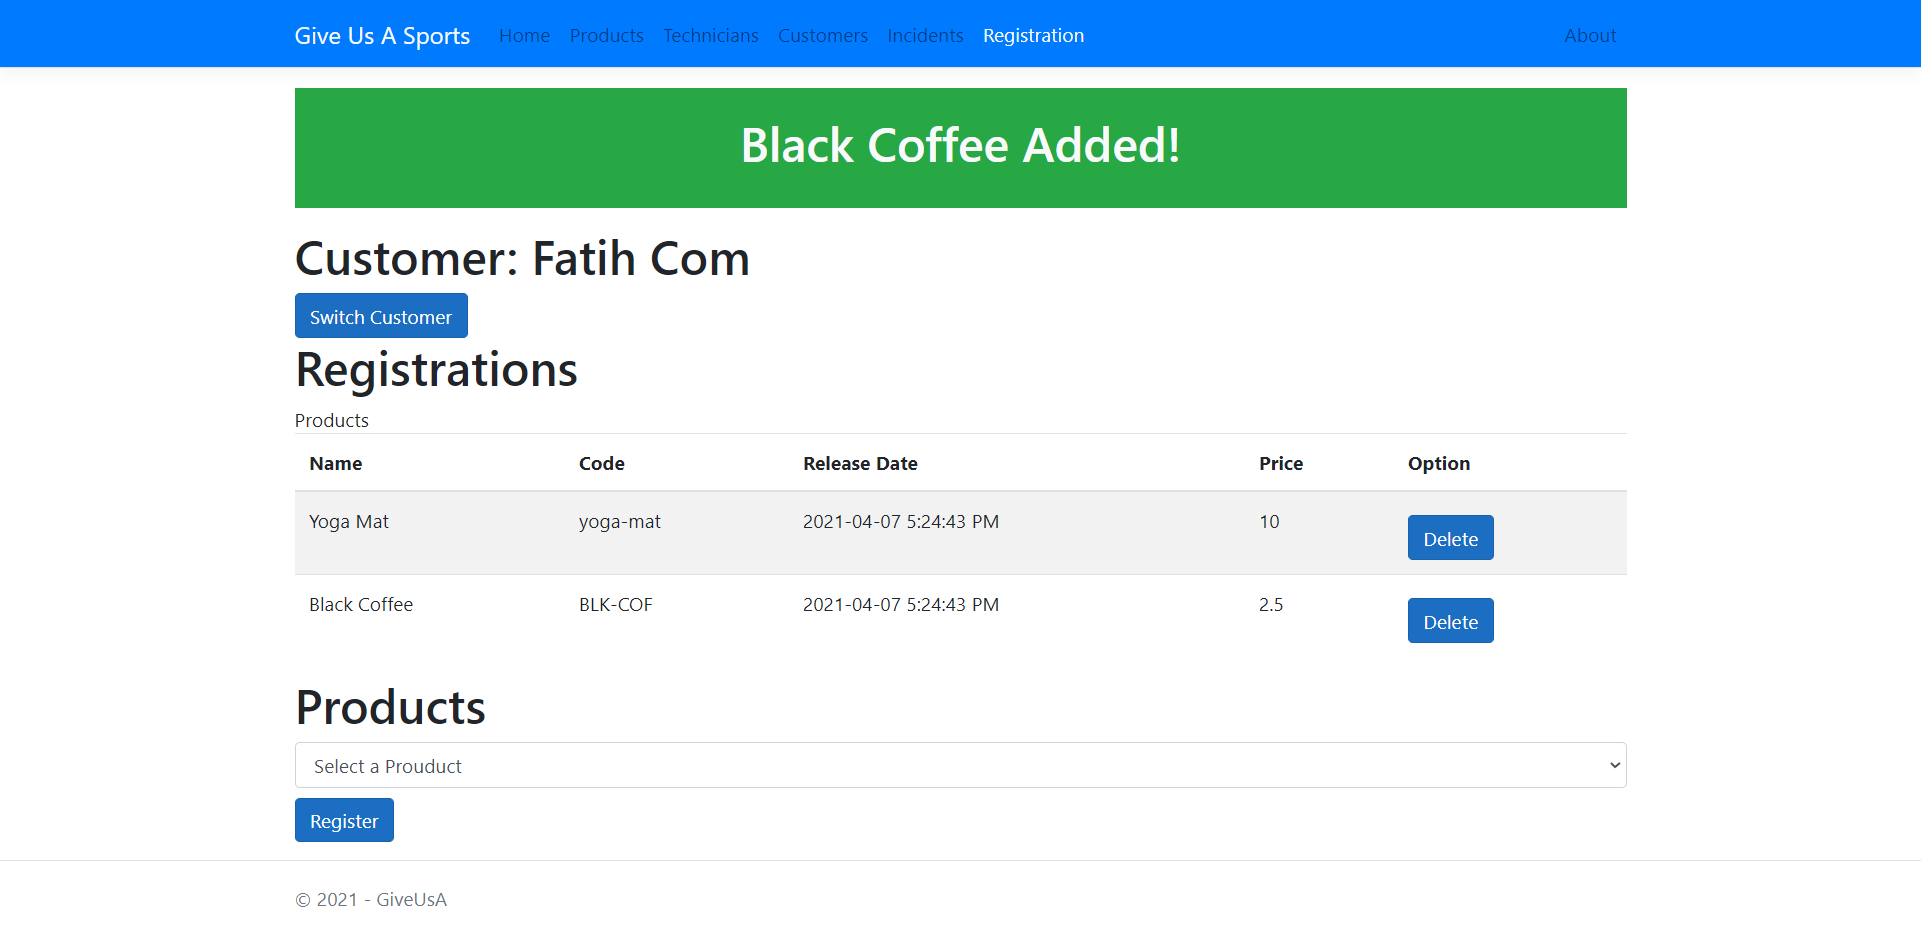 Give Us A Sports Home Products Technicians Customers Incidents Registration About
Black Coffee Added!
Customer: Fatih Com
Switch Customer
Registrations
Products
Name Code Release Date Price Option
Yoga Mat yoga-mat 2021-04-07 5:24:43 PM 10 Delete
Black Coffee BLK-COF 2021-04-07 5:24:43 PM 2.5 Delete
Products
Select a Prouduct
Register
© 2021 - GiveUsA